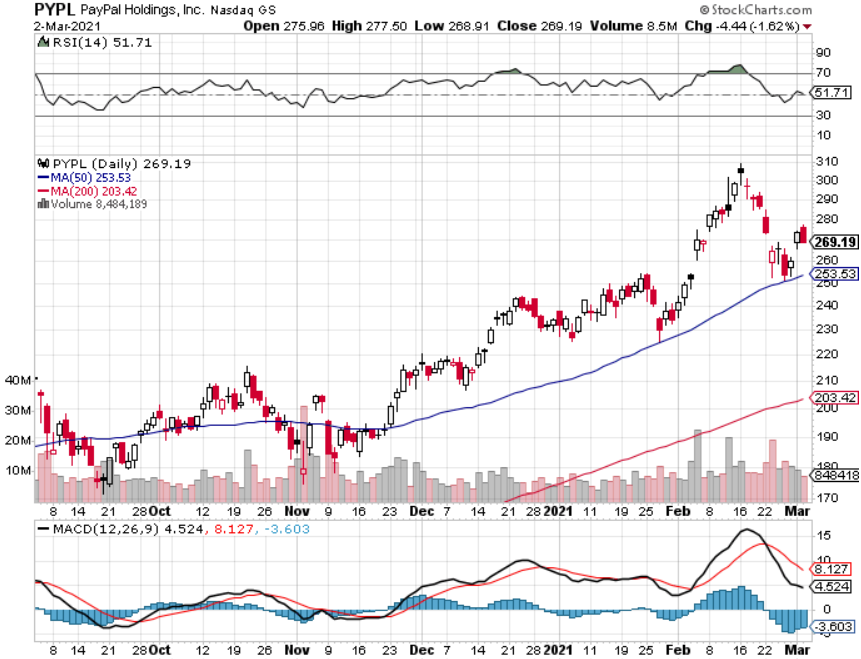 PYPL PayPal Holdings, Inc. Nasdaq GS © StockCharts.com
2-Mar-2021 Open 275.96 High 277.50 Low 268.91 Close 269.19 Volume 8.5M Chg -4.44 (-1.62%)
RSI(14) 51.71
90
70
51.71
30
10
PYPL (Daily) 269.19
MA(50) 253.53
MA(200) 203.42
Volume 8,484,189
310
300
290
280
269.19
260
253.53
250
240
230
220
210
203.42
200
190
180
848418
170
40M
30M
20M
10M
8 14 21 28 Oct 12 19 26 Nov 9 16 23 Dec 7 14 21 28 2021 11 19 25 Feb 8 16 22 Mar
MACD(12,26,9) 4.524, 8.127, -3.603
15
10
8.127
4.524
0
-3.603
8 14 21 28 Oct 12 19 26 Nov 9 16 23 Dec 7 14 21 28 2021 11 19 25 Feb 8 16 22 Mar